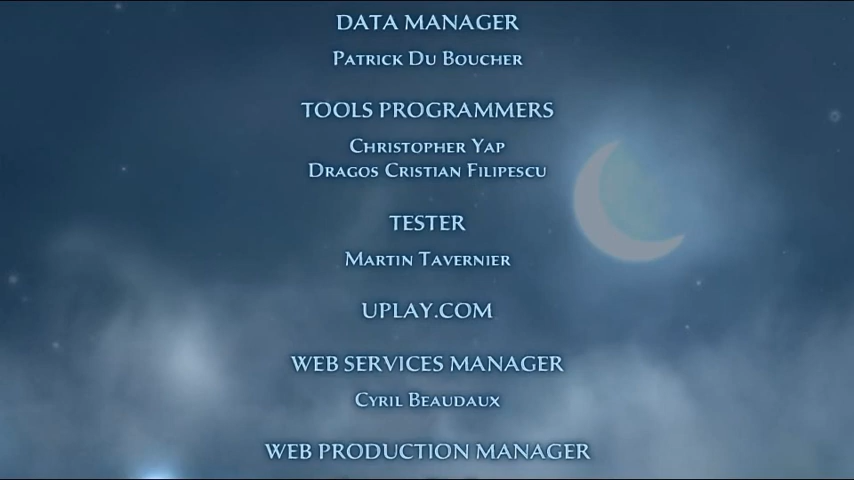 DATA MANAGER
PATRICK DU BOUCHER
TOOLS PROGRAMMERS
CHRISTOPHER YAP
DRAGOS CRISTIAN FILIPESCU
TESTER
MARTIN TAVERNIER
UPLAY.COM
WEB SERVICES MANAGER
CYRIL BEAUDAUX
WEB PRODUCTION MANAGER